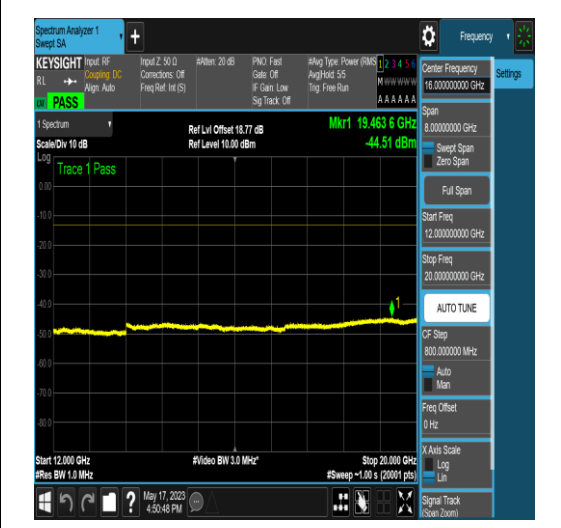 Spectrum Analyzer 1
Swept SA
Frequency
KEYSIGHT
RL
PASS
Input: RF
Coupling: DC
Align: Auto
Input Z: 50 Ω
Corrections: Off
Freq Ref: Int (S)
#Atten: 20 dB
PNO: Fast
Gate: Off
IF Gain: Low
Sig Track: Off
#Avg Type: Power (RMS
Avg|Hold: 5/5
Trig: Free Run
1 2 3 4 5 6
M W W W W W
A A A A A A
1 Spectrum
Scale/Div 10 dB
Log
Ref Lvl Offset 18.77 dB
Ref Level 10.00 dBm
Mkr1 19.463 6 GHz
-44.51 dBm
Trace 1 Pass
0.00
-10.0
-20.0
-30.0
-40.0
-50.0
-60.0
-70.0
-80.0
1
Start 12.000 GHz
#Res BW 1.0 MHz
#Video BW 3.0 MHz*
Stop 20.000 GHz
#Sweep ~1.00 s (20001 pts)
May 17, 2023
4:50:48 PM
?
Settings
Center Frequency
16.000000000 GHz
Span
8.00000000 GHz
Swept Span
Zero Span
Full Span
Start Freq
12.000000000 GHz
Stop Freq
20.000000000 GHz
AUTO TUNE
CF Step
800.000000 MHz
Auto
Man
Freq Offset
0 Hz
X Axis Scale
Log
Lin
Signal Track
(Span Zoom)